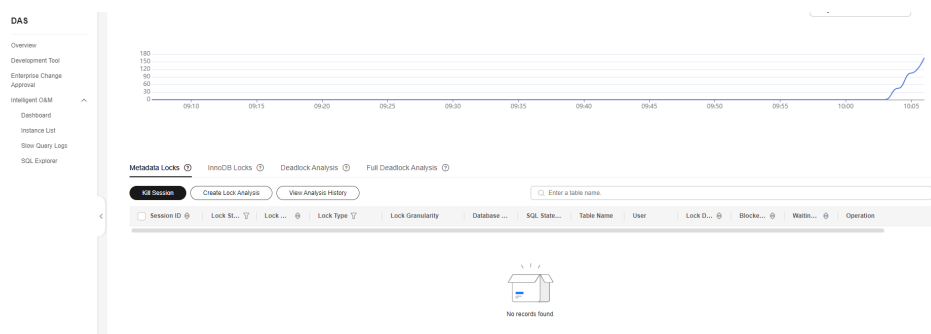 DAS
Overview
Development Tool
Enterprise Change
Approval
Intelligent O&M
Dashboard
Instance List
Slow Query Logs
SQL Explorer
180
150
120
90
60
30
0
09:10 09:15 09:20 09:25 09:30 09:35 09:40 09:45 09:50 09:55 10:00 10:05
Metadata Locks InnoDB Locks Deadlock Analysis Full Deadlock Analysis
Kill Session Create Lock Analysis View Analysis History Enter a table name.
Session ID Lock St... Lock ... Lock Type Lock Granularity Database ... SQL State... Table Name User Lock D... Blocke... Waitin... Operation
No records found.